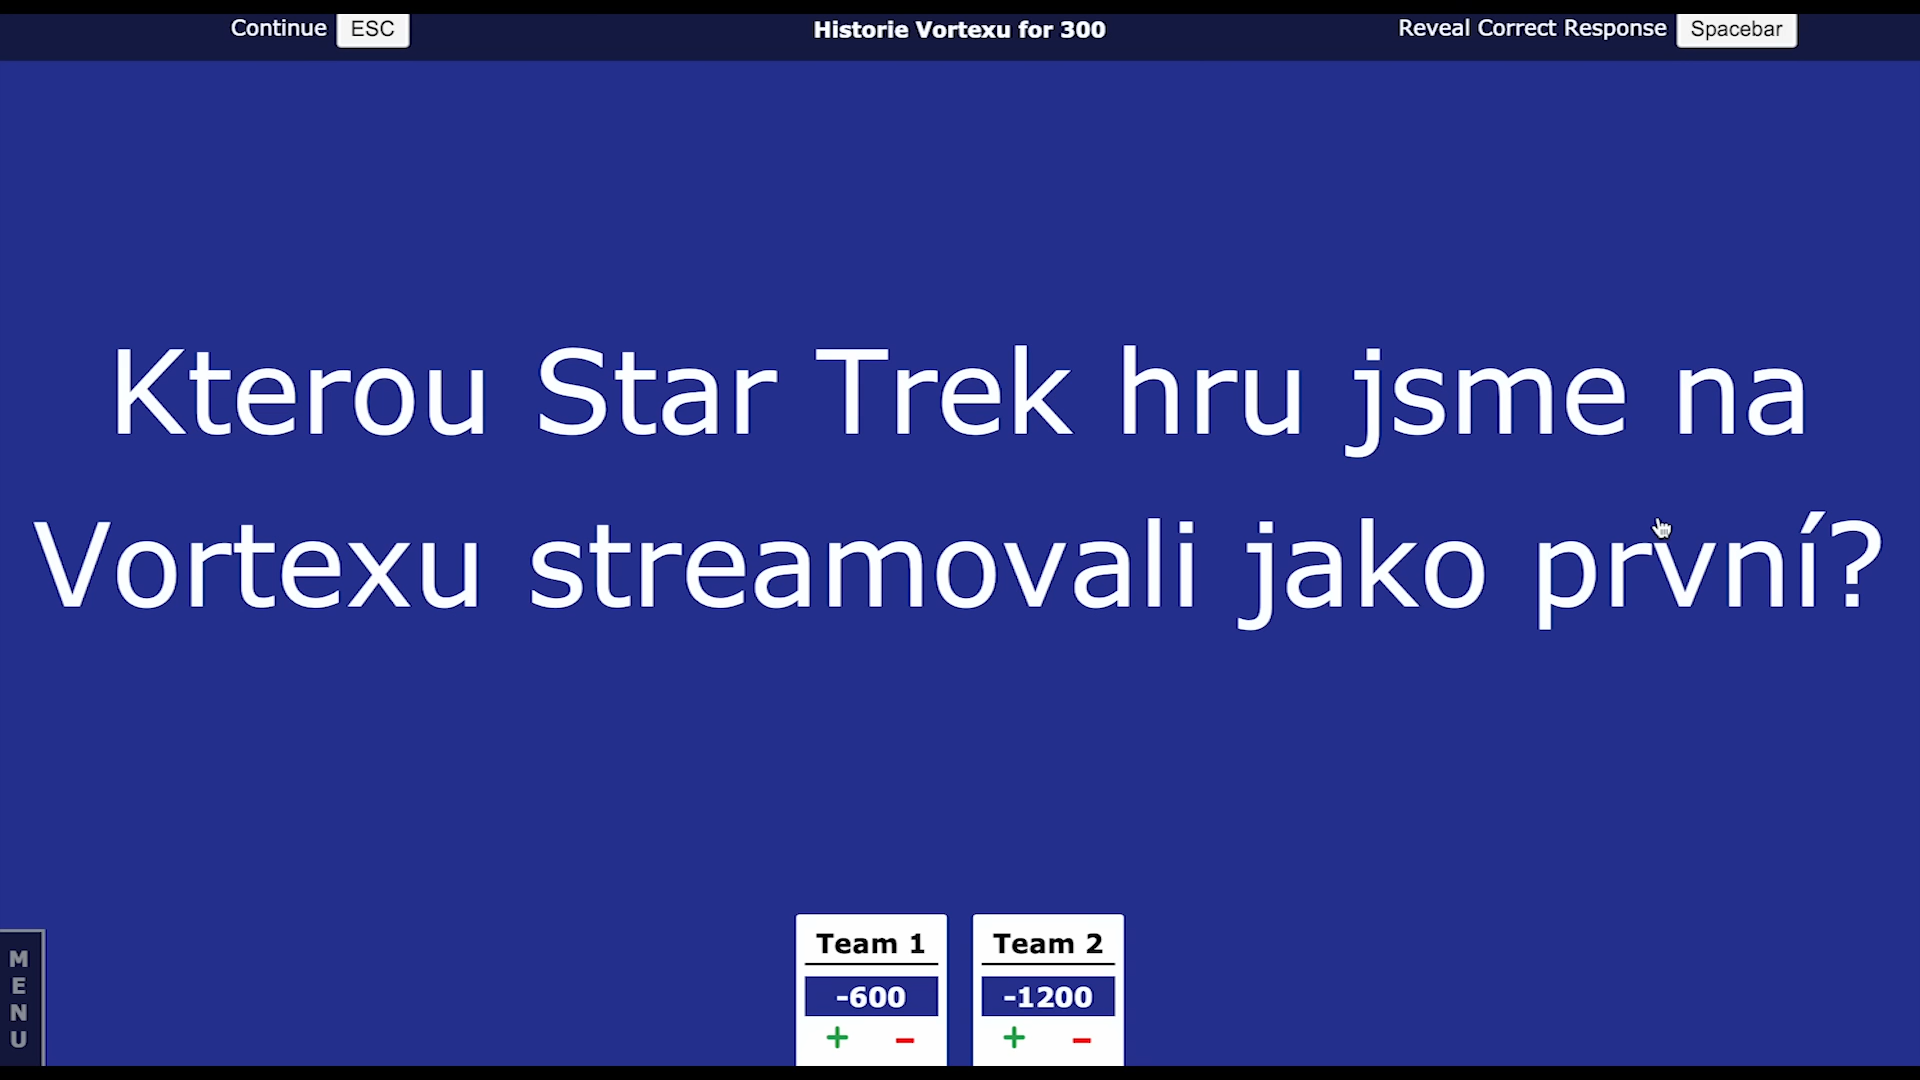 Continue ESC Historie Vortexu for 300 Reveal Correct Response Spacebar
Kterou Star Trek hru jsme na
Vortexu streamovali jako první?
MENU
Team 1 Team 2
-600 -1200
+ - + -